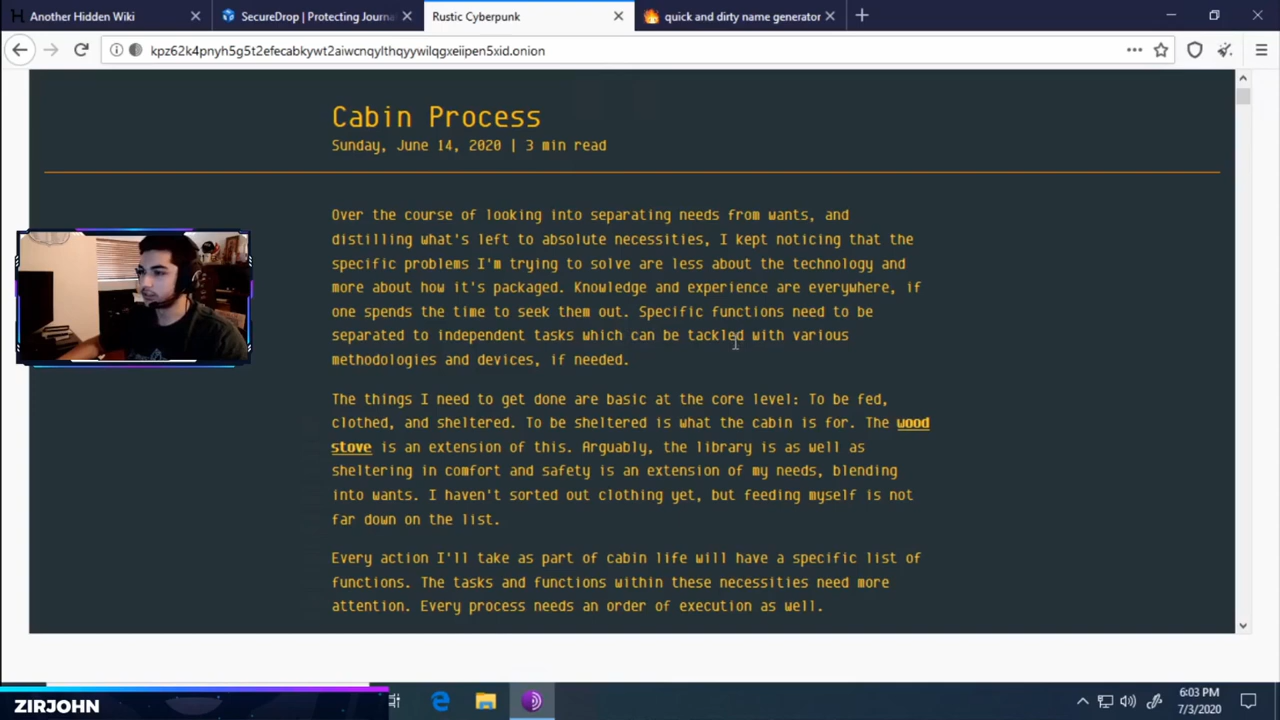 Another Hidden Wiki
SecureDrop | Protecting Journal
Rustic Cyberpunk
quick and dirty name generator
kpz62k4pnyh5g5t2efecabkywt2aiwcnqylthqyywilqgxeiipen5xid.onion
Cabin Process
Sunday, June 14, 2020 | 3 min read
Over the course of looking into separating needs from wants, and
distilling what's left to absolute necessities, I kept noticing that the
specific problems I'm trying to solve are less about the technology and
more about how it's packaged. Knowledge and experience are everywhere, if
one spends the time to seek them out. Specific functions need to be
separated to independent tasks which can be tackled with various
methodologies and devices, if needed.
The things I need to get done are basic at the core level: To be fed,
clothed, and sheltered. To be sheltered is what the cabin is for. The wood
stove is an extension of this. Arguably, the library is as well as
sheltering in comfort and safety is an extension of my needs, blending
into wants. I haven't sorted out clothing yet, but feeding myself is not
far down on the list.
Every action I'll take as part of cabin life will have a specific list of
functions. The tasks and functions within these necessities need more
attention. Every process needs an order of execution as well.
ZIRJOHN
6:03 PM
7/3/2020